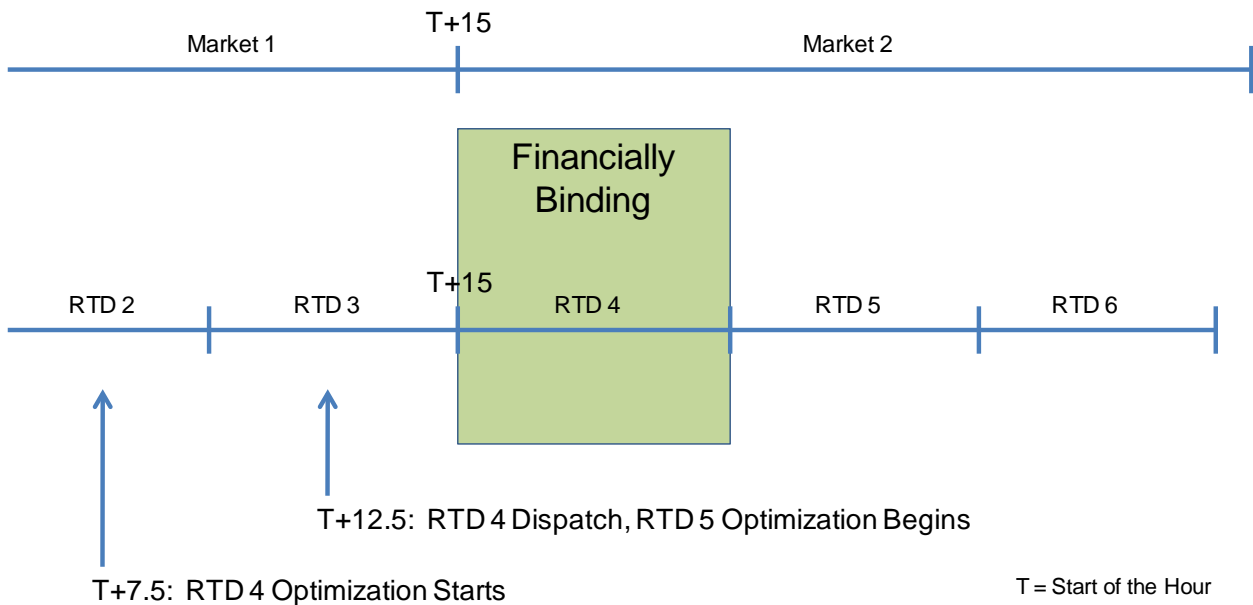 T+15
Market 1
Market 2
Financially
Binding
T+15
RTD 2
RTD 3
RTD 4
RTD 5
RTD 6
T+12.5: RTD 4 Dispatch, RTD 5 Optimization Begins
T+7.5: RTD 4 Optimization Starts
T = Start of the Hour